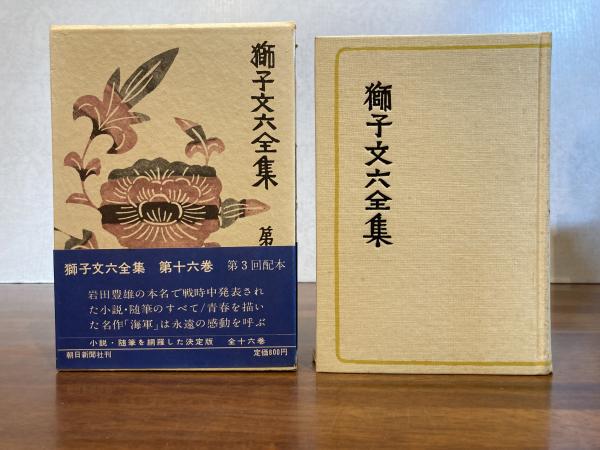 獅子文六全集 第
獅子文六全集 第十六巻 第3回配本
岩田豊雄の本名で戦時中発表され
た小説・随筆のすべて/青春を描い
た名作「海軍」は永遠の感動を呼ぶ
小説・随筆を網羅した決定版 全十六巻
朝日新聞社刊 定価800円
獅子文六全集